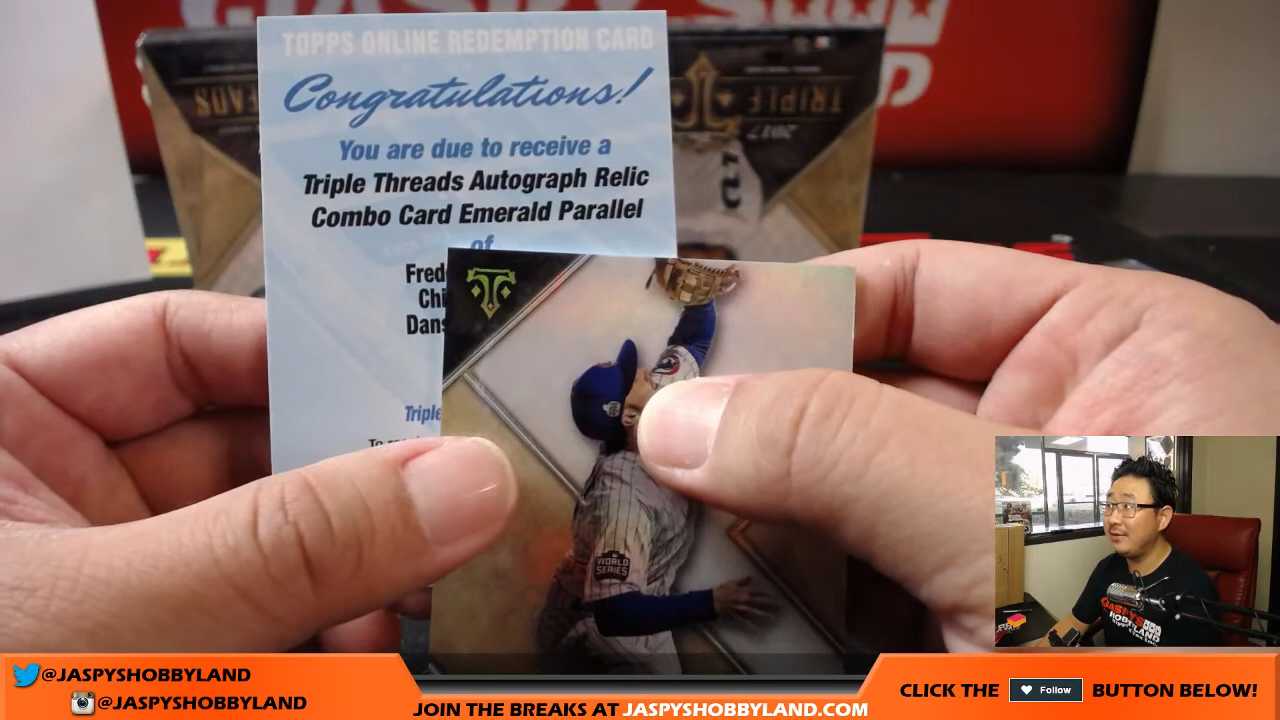 TOPPS ONLINE REDEMPTION CARD
Congratulations!
You are due to receive a
Triple Threads Autograph Relic
Combo Card Emerald Parallel
of
Fred
Chi
Dans
Triple
TRIPLE
2017
WORLD
SERIES
@JASPYSHOBBYLAND
@JASPYSHOBBYLAND
JOIN THE BREAKS AT JASPYSHOBBYLAND.COM
CLICK THE Follow BUTTON BELOW!